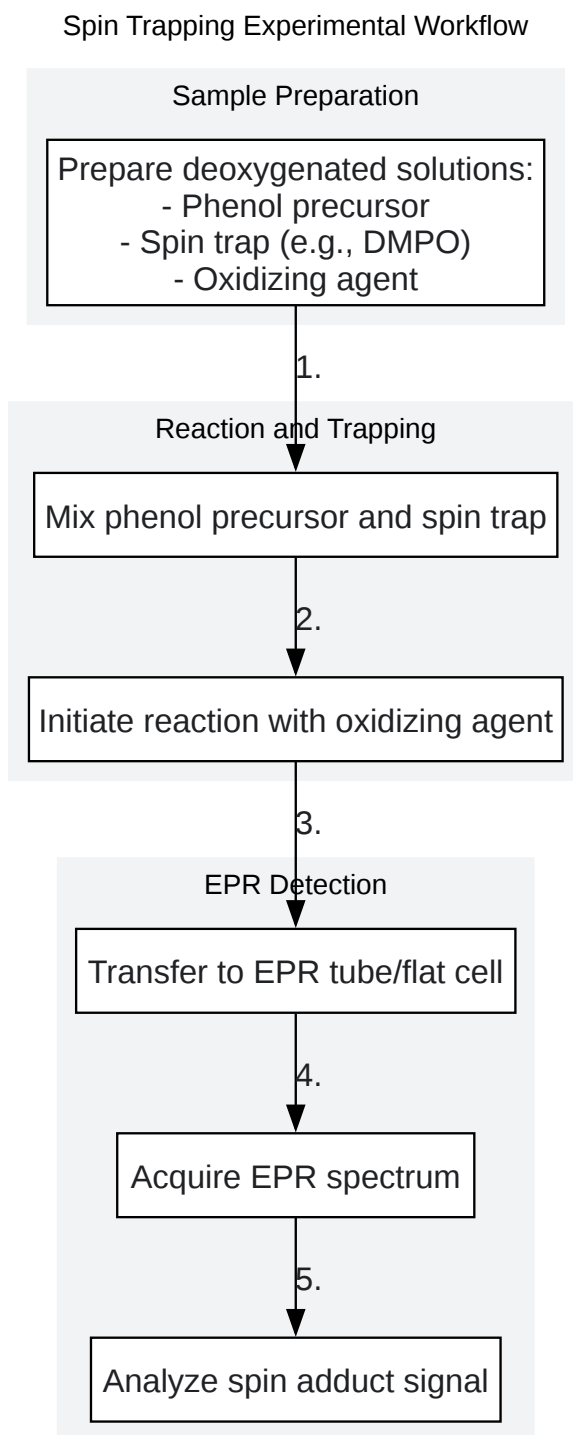 Spin Trapping Experimental Workflow
Sample Preparation
Prepare deoxygenated solutions:
- Phenol precursor
- Spin trap (e.g., DMPO)
- Oxidizing agent
1.
Reaction and Trapping
Mix phenol precursor and spin trap
2.
Initiate reaction with oxidizing agent
3.
EPR Detection
Transfer to EPR tube/flat cell
4.
Acquire EPR spectrum
5.
Analyze spin adduct signal